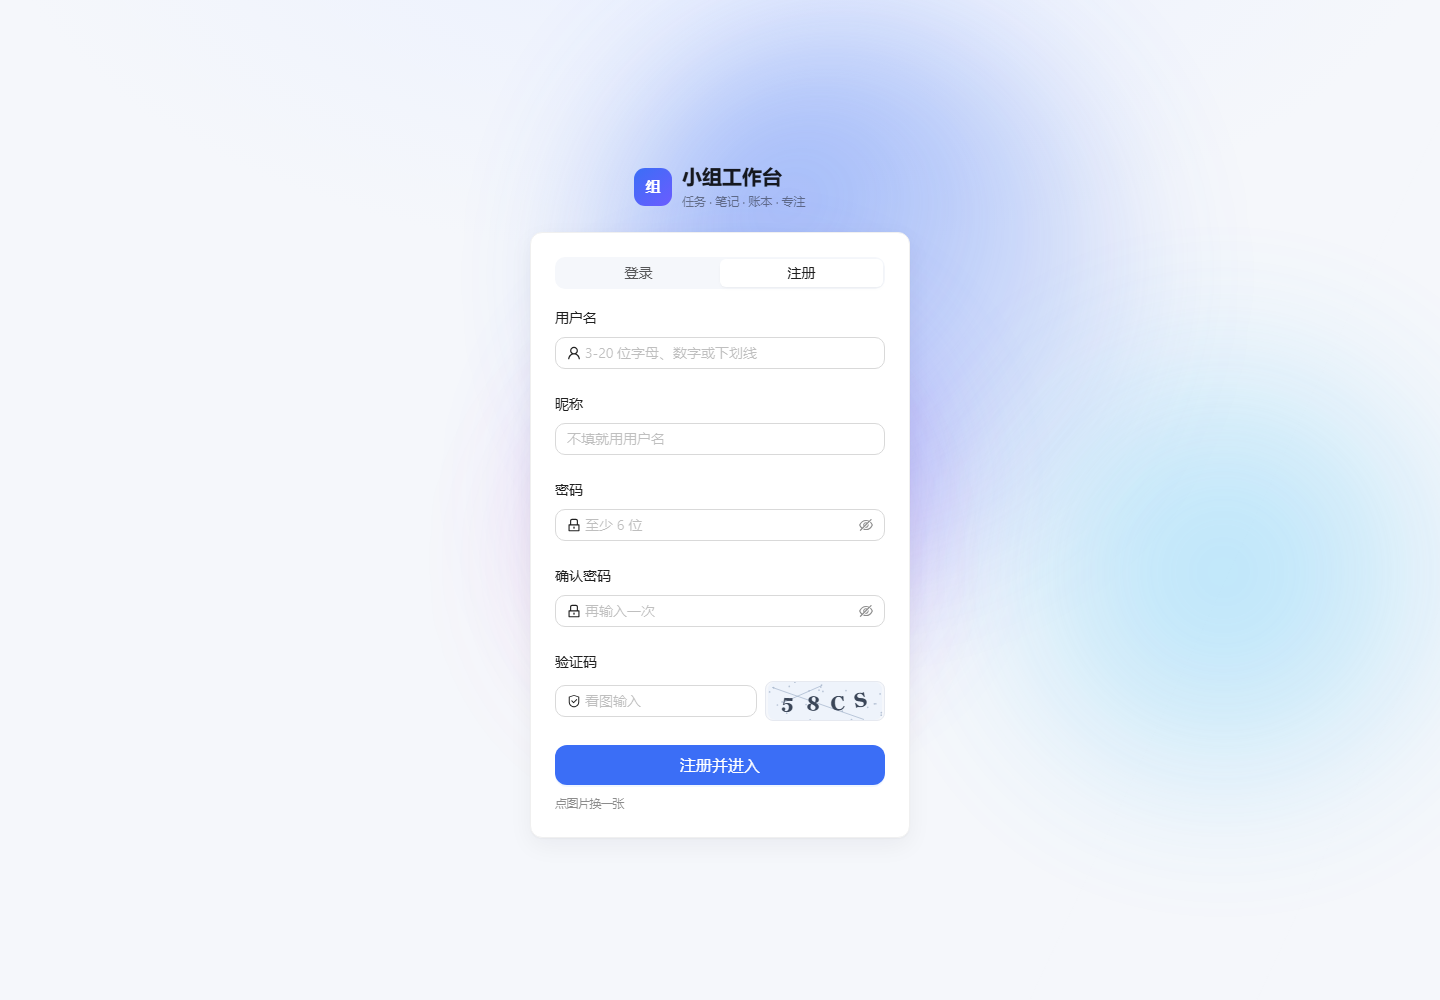 组
小组工作台
任务 · 笔记 · 账本 · 专注
登录
注册
用户名
3-20 位字母、数字或下划线
昵称
不填就用用户名
密码
至少 6 位
确认密码
再输入一次
验证码
看图输入
5 8 C S
注册并进入
点图片换一张